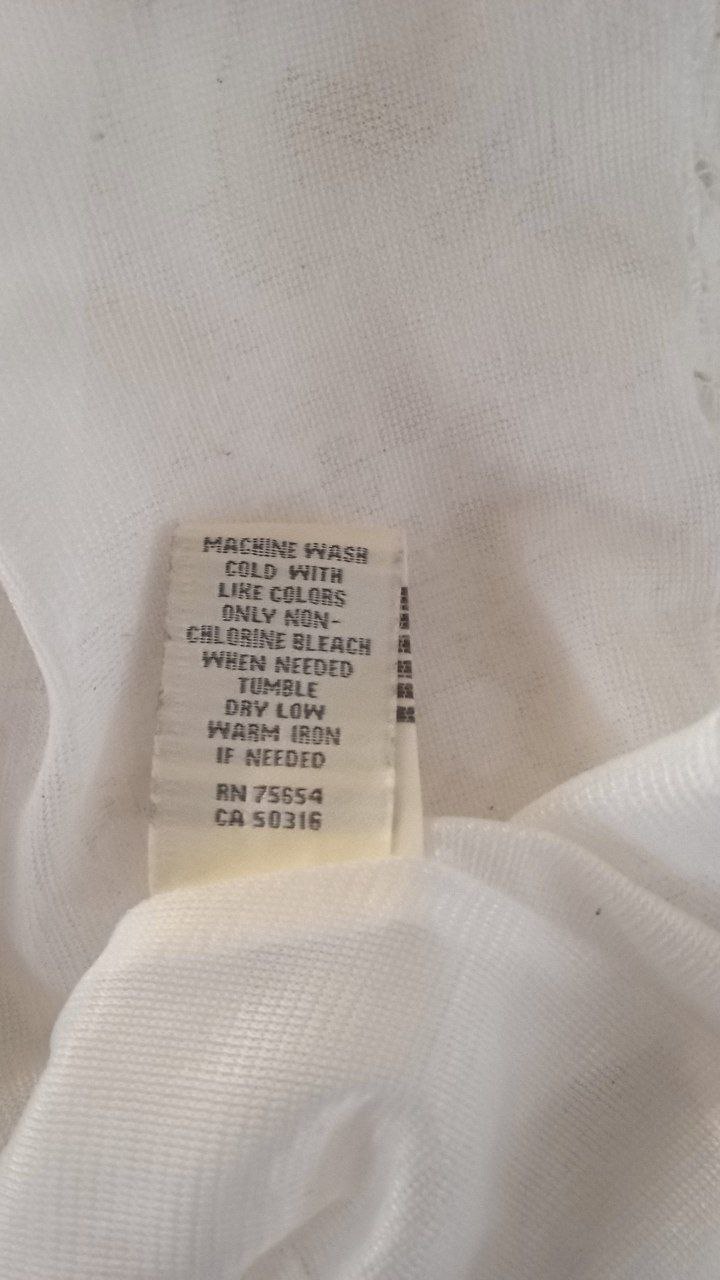 MACHINE WASH
COLD WITH
LIKE COLORS
ONLY NON-
CHLORINE BLEACH
WHEN NEEDED
TUMBLE
DRY LOW
WARM IRON
IF NEEDED
RN 75654
CA 50316